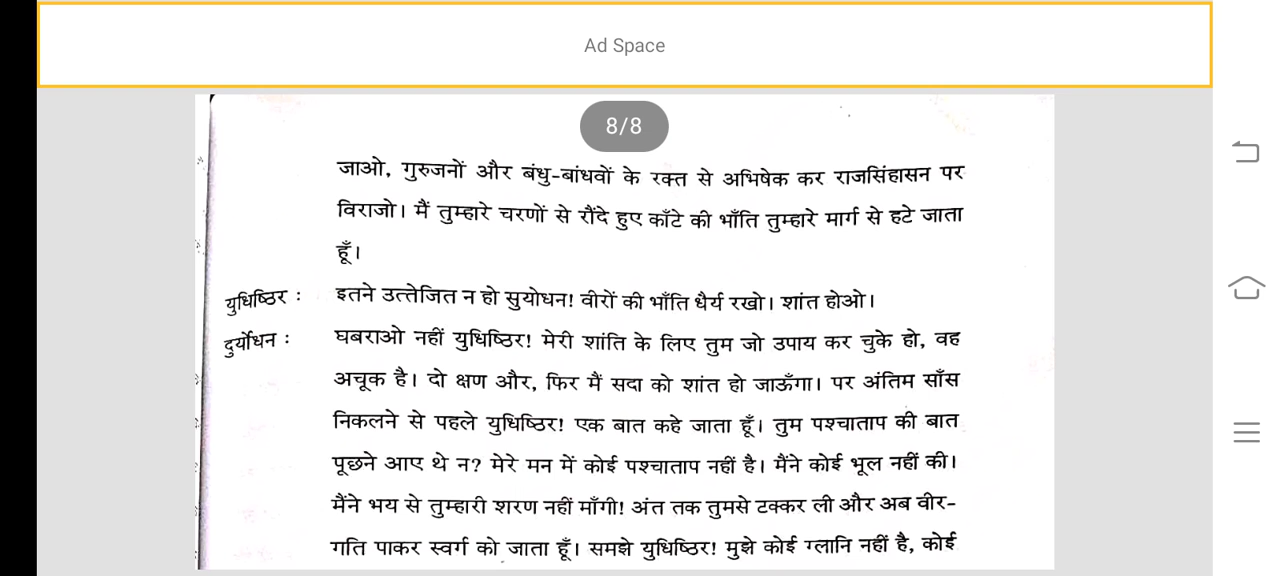 Ad Space
8/8
जाओ, गुरुजनों और बंधु-बांधवों के रक्त से अभिषेक कर राजसिंहासन पर
विराजो। मैं तुम्हारे चरणों से रौंदे हुए काँटे की भाँति तुम्हारे मार्ग से हटे जाता
हूँ।
युधिष्ठिर : इतने उत्तेजित न हो सुयोधन! वीरों की भाँति धैर्य रखो। शांत होओ।
दुर्योधन : घबराओ नहीं युधिष्ठिर! मेरी शांति के लिए तुम जो उपाय कर चुके हो, वह
अचूक है। दो क्षण और, फिर मैं सदा को शांत हो जाऊँगा। पर अंतिम साँस
निकलने से पहले युधिष्ठिर! एक बात कहे जाता हूँ। तुम पश्चाताप की बात
पूछने आए थे न? मेरे मन में कोई पश्चाताप नहीं है। मैंने कोई भूल नहीं की।
मैंने भय से तुम्हारी शरण नहीं माँगी! अंत तक तुमसे टक्कर ली और अब वीर-
गति पाकर स्वर्ग को जाता हूँ। समझे युधिष्ठिर! मुझे कोई ग्लानि नहीं है, कोई